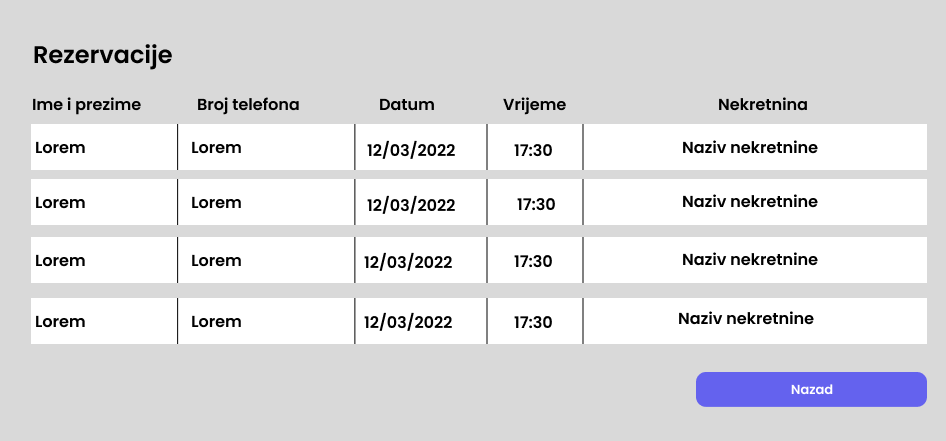 Rezervacije
Ime i prezime Broj telefona Datum Vrijeme Nekretnina
Lorem Lorem 12/03/2022 17:30 Naziv nekretnine
Lorem Lorem 12/03/2022 17:30 Naziv nekretnine
Lorem Lorem 12/03/2022 17:30 Naziv nekretnine
Lorem Lorem 12/03/2022 17:30 Naziv nekretnine
Nazad